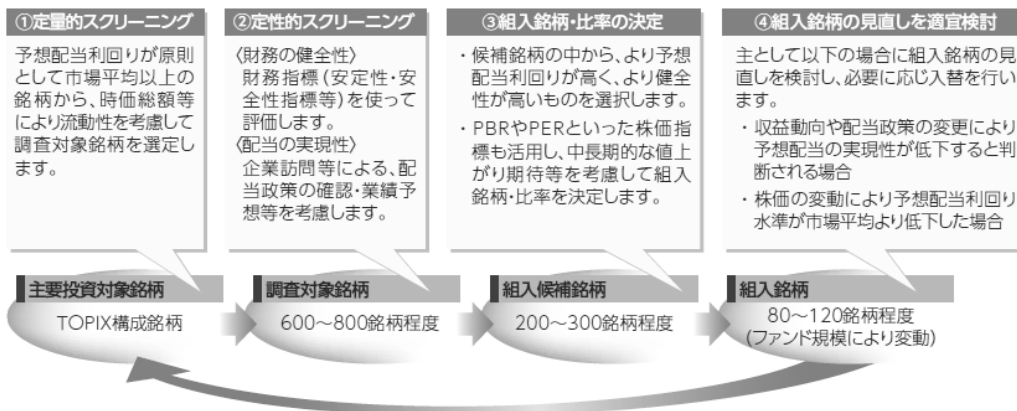 ①定量的スクリーニング
予想配当利回りが原則
として市場平均以上の
銘柄から、時価総額等
により流動性を考慮して
調査対象銘柄を選定し
ます。
②定性的スクリーニング
〈財務の健全性〉
財務指標(安定性・安
全性指標等)を使って
評価します。
〈配当の実現性〉
企業訪問等による、配
当政策の確認・業績予
想等を考慮します。
③組入銘柄・比率の決定
・候補銘柄の中から、より予想
配当利回りが高く、より健全
性が高いものを選択します。
・PBRやPERといった株価指
標も活用し、中長期的な値上
がり期待等を考慮して組入
銘柄・比率を決定します。
④組入銘柄の見直しを適宜検討
主として以下の場合に組入銘柄の見
直しを検討し、必要に応じ入替を行い
ます。
・収益動向や配当政策の変更により
予想配当の実現性が低下すると判
断される場合
・株価の変動により予想配当利回り
水準が市場平均より低下した場合
主要投資対象銘柄
TOPIX構成銘柄
調査対象銘柄
600〜800銘柄程度
組入候補銘柄
200〜300銘柄程度
組入銘柄
80〜120銘柄程度
(ファンド規模により変動)